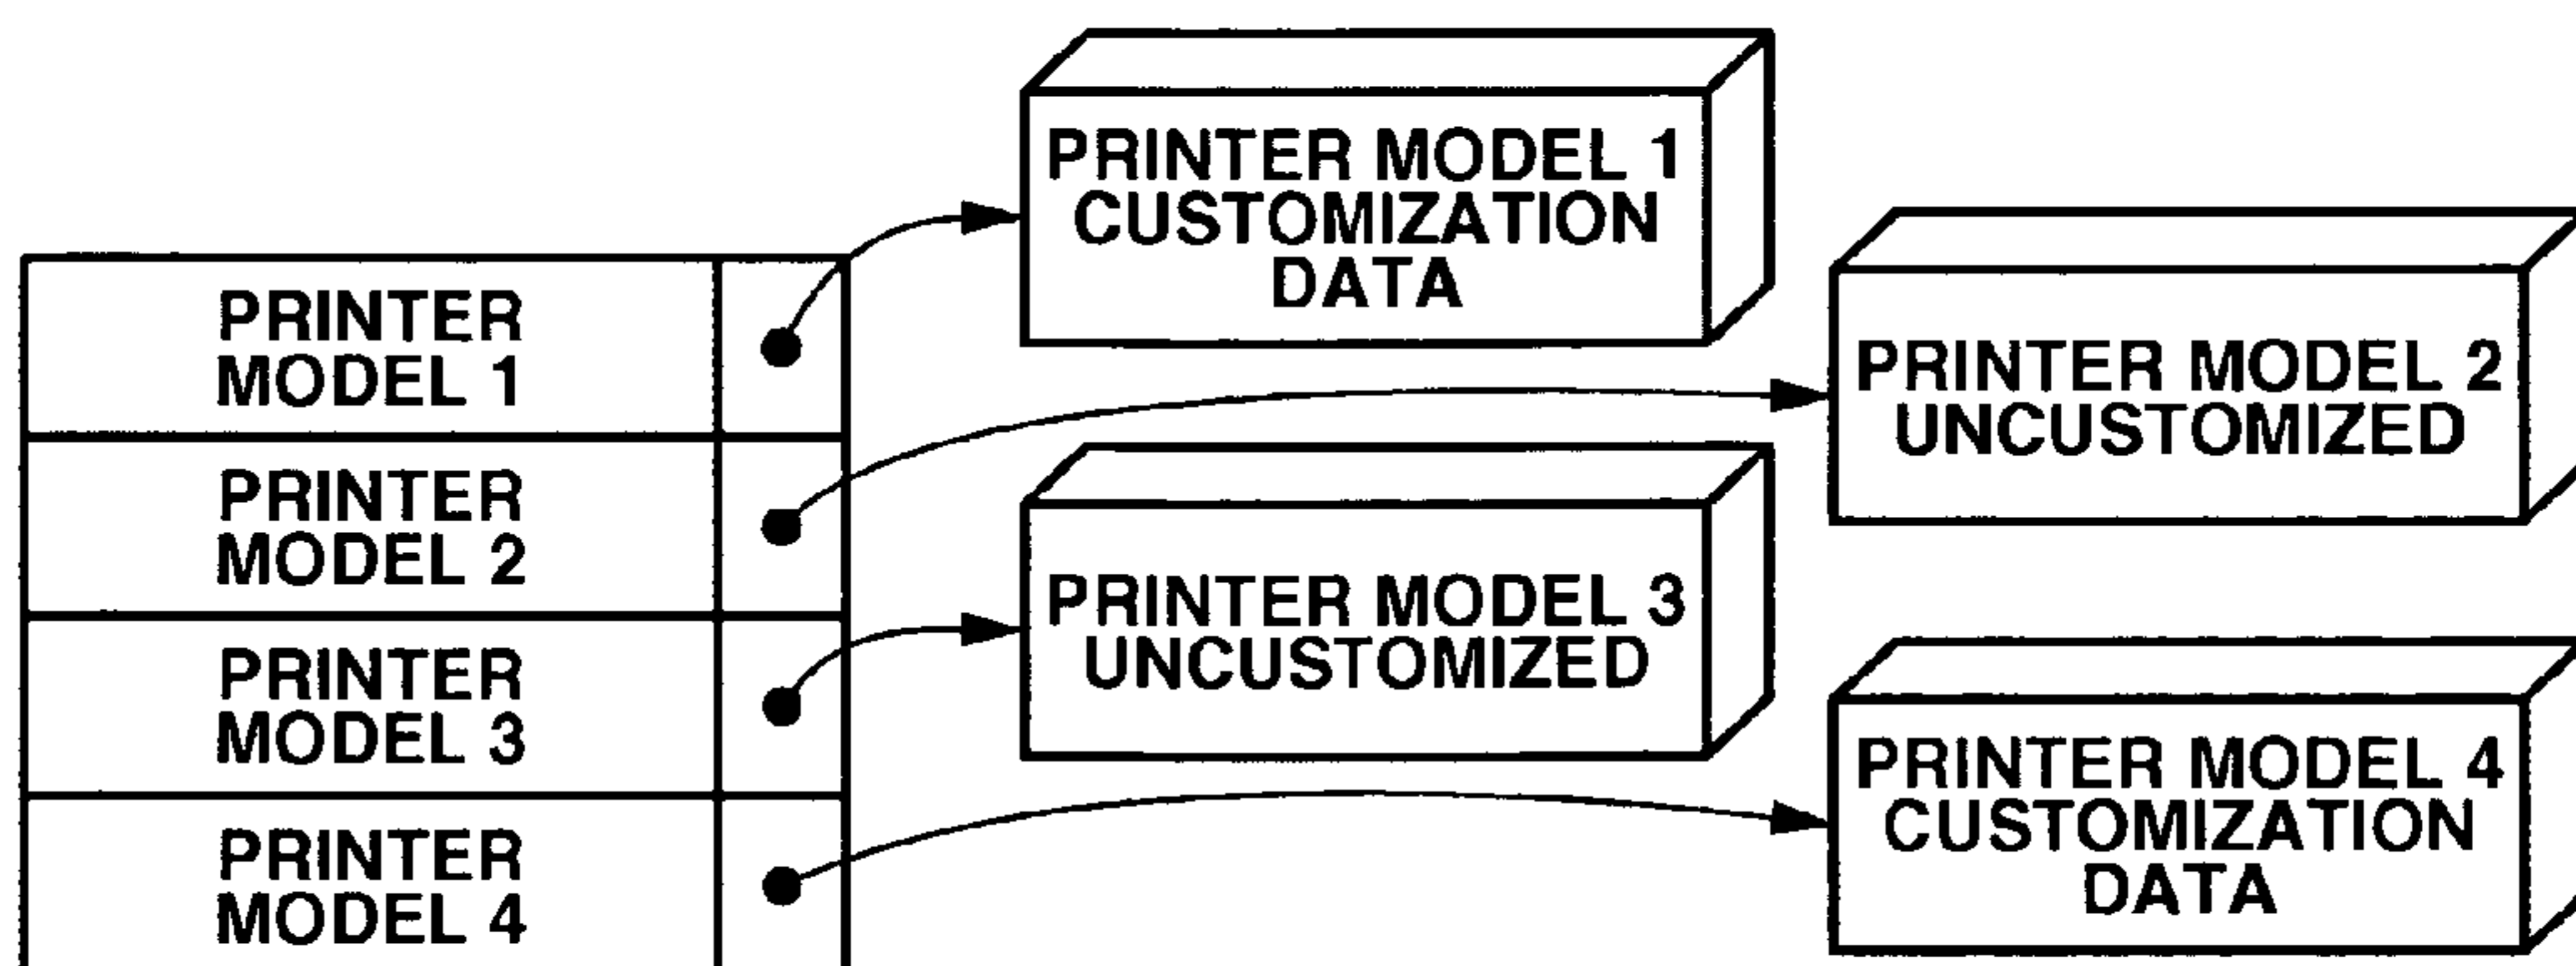 PRINTER MODEL 1
CUSTOMIZATION
DATA
PRINTER MODEL 2
UNCUSTOMIZED
PRINTER MODEL 3
UNCUSTOMIZED
PRINTER MODEL 4
CUSTOMIZATION
DATA
PRINTER
MODEL 1
PRINTER
MODEL 2
PRINTER
MODEL 3
PRINTER
MODEL 4